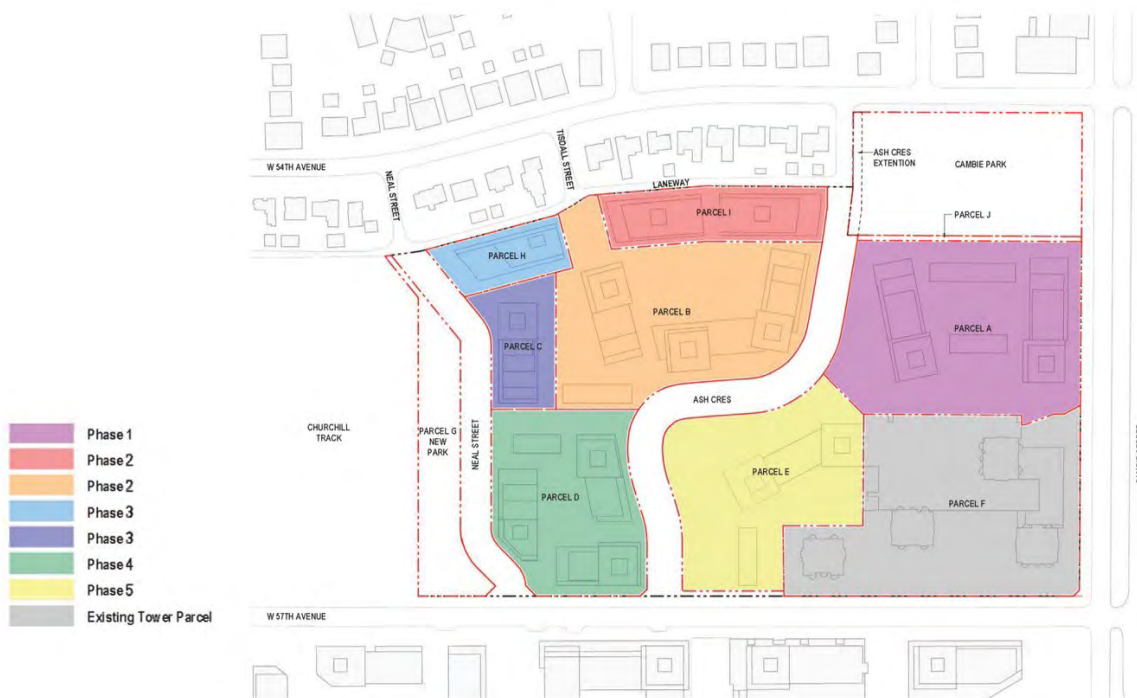 TISDALL STREET
ASH CRES
EXTENTION
CAMBIE PARK
W 54TH AVENUE
NEAL STREET
LANEWAY
PARCEL I
PARCEL J
PARCEL H
PARCEL B
PARCEL A
PARCEL C
ASH CRES
CHURCHILL
TRACK
PARCEL G
NEW
PARK
NEAL STREET
PARCEL D
PARCEL E
PARCEL F
Phase 1
Phase 2
Phase 2
Phase 3
Phase 3
Phase 4
Phase 5
Existing Tower Parcel
W 57TH AVENUE